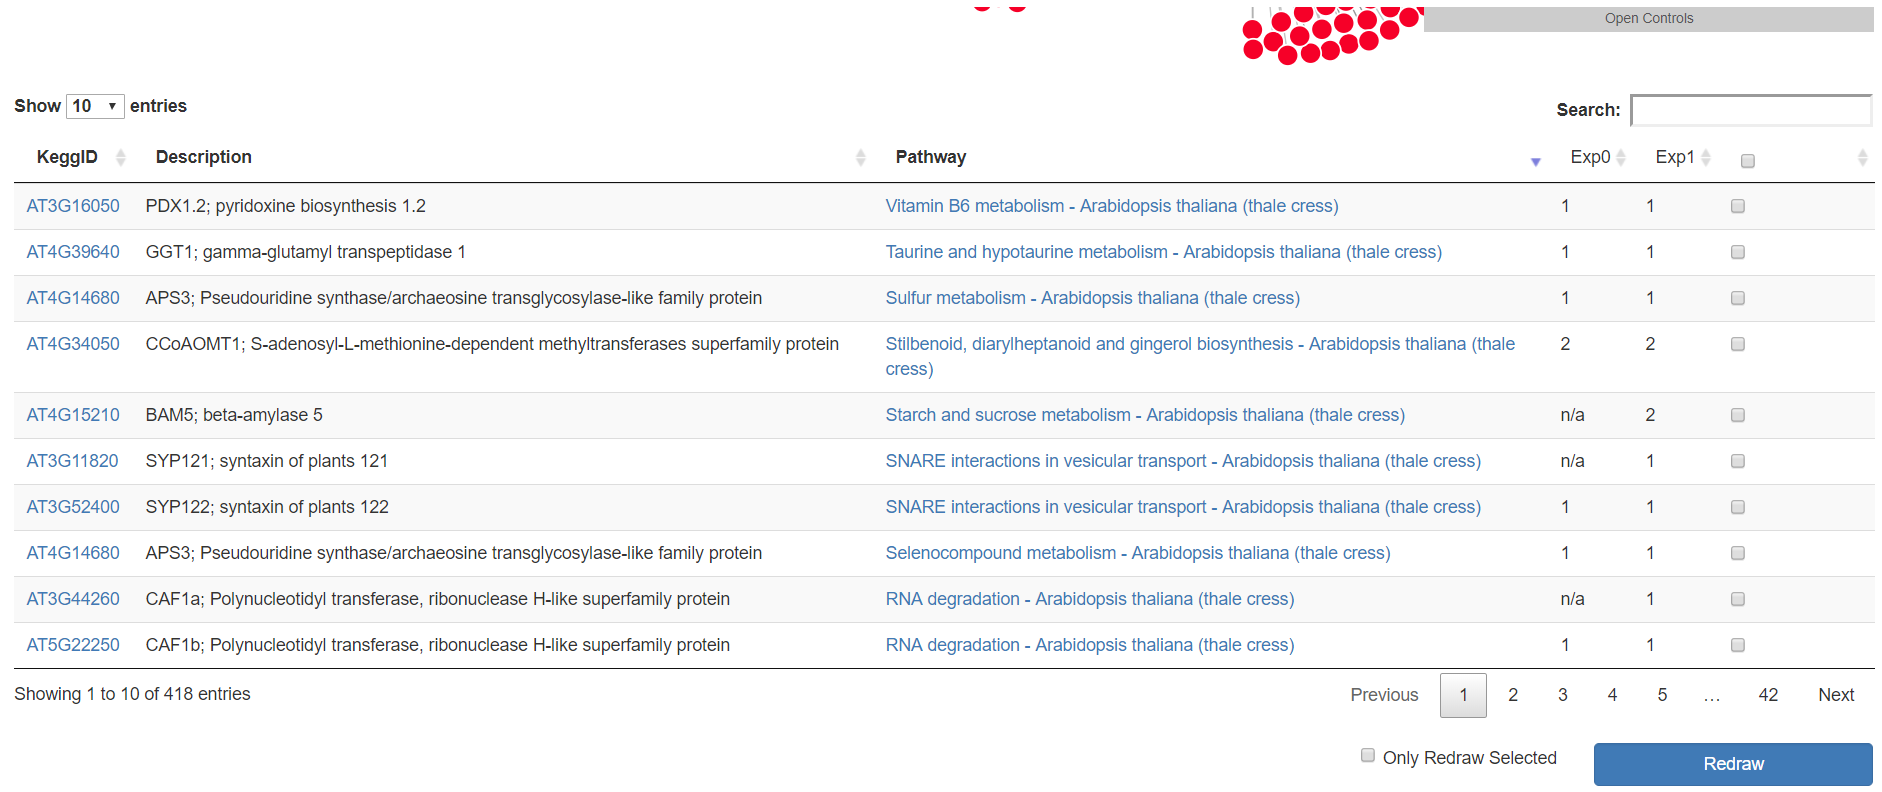 Open Controls
Show 10 entries
Search:
KeggID Description Pathway Exp0 Exp1
AT3G16050 PDX1.2; pyridoxine biosynthesis 1.2 Vitamin B6 metabolism - Arabidopsis thaliana (thale cress) 1 1
AT4G39640 GGT1; gamma-glutamyl transpeptidase 1 Taurine and hypotaurine metabolism - Arabidopsis thaliana (thale cress) 1 1
AT4G14680 APS3; Pseudouridine synthase/archaeosine transglycosylase-like family protein Sulfur metabolism - Arabidopsis thaliana (thale cress) 1 1
AT4G34050 CCoAOMT1; S-adenosyl-L-methionine-dependent methyltransferases superfamily protein Stilbenoid, diarylheptanoid and gingerol biosynthesis - Arabidopsis thaliana (thale 2 2
cress)
AT4G15210 BAM5; beta-amylase 5 Starch and sucrose metabolism - Arabidopsis thaliana (thale cress) n/a 2
AT3G11820 SYP121; syntaxin of plants 121 SNARE interactions in vesicular transport - Arabidopsis thaliana (thale cress) n/a 1
AT3G52400 SYP122; syntaxin of plants 122 SNARE interactions in vesicular transport - Arabidopsis thaliana (thale cress) 1 1
AT4G14680 APS3; Pseudouridine synthase/archaeosine transglycosylase-like family protein Selenocompound metabolism - Arabidopsis thaliana (thale cress) 1 1
AT3G44260 CAF1a; Polynucleotidyl transferase, ribonuclease H-like superfamily protein RNA degradation - Arabidopsis thaliana (thale cress) n/a 1
AT5G22250 CAF1b; Polynucleotidyl transferase, ribonuclease H-like superfamily protein RNA degradation - Arabidopsis thaliana (thale cress) 1 1
Showing 1 to 10 of 418 entries
Previous 1 2 3 4 5 … 42 Next
Only Redraw Selected
Redraw